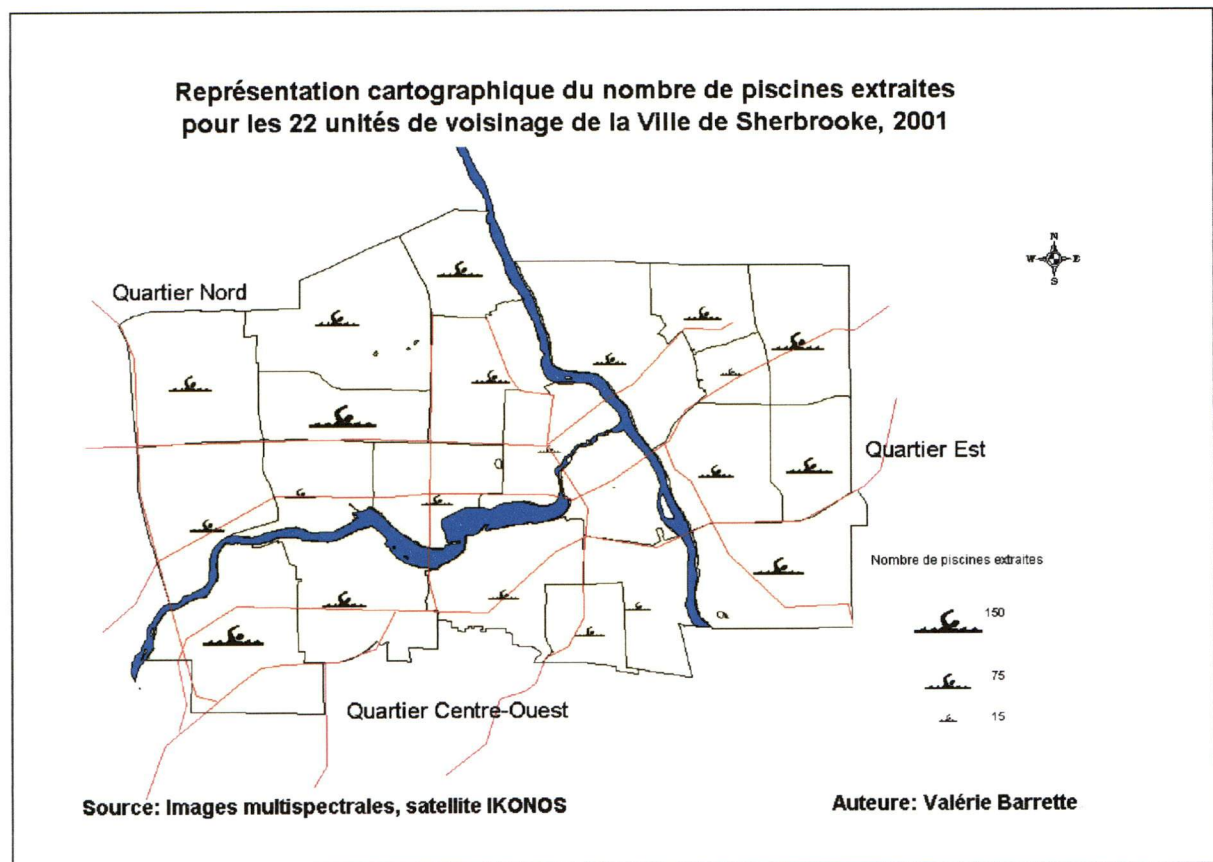 Représentation cartographique du nombre de piscines extraites
pour les 22 unités de voisinage de la Ville de Sherbrooke, 2001
N
W E
S
Quartier Nord
Quartier Est
Nombre de piscines extraites
150
75
15
Quartier Centre-Ouest
Source: Images multispectrales, satellite IKONOS
Auteure: Valérie Barrette